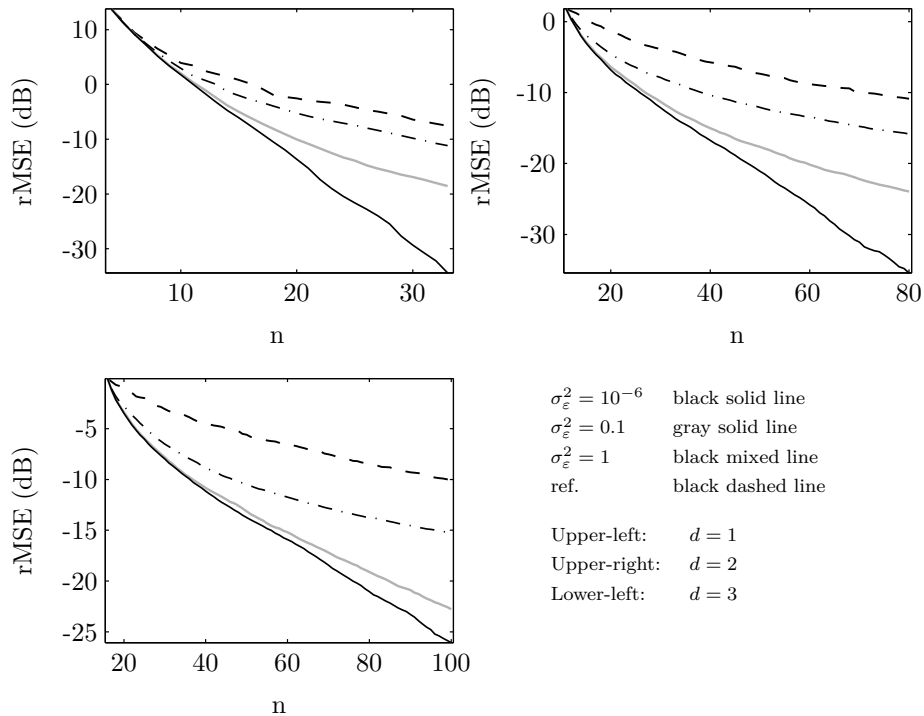 10
0
-10
-20
-30
rMSE (dB)
10
20
30
n
0
-10
-20
-30
rMSE (dB)
20
40
60
80
n
-5
-10
-15
-20
-25
rMSE (dB)
20
40
60
80
100
n
σ²_ε = 10⁻⁶ black solid line
σ²_ε = 0.1 gray solid line
σ²_ε = 1 black mixed line
ref. black dashed line
Upper-left: d = 1
Upper-right: d = 2
Lower-left: d = 3